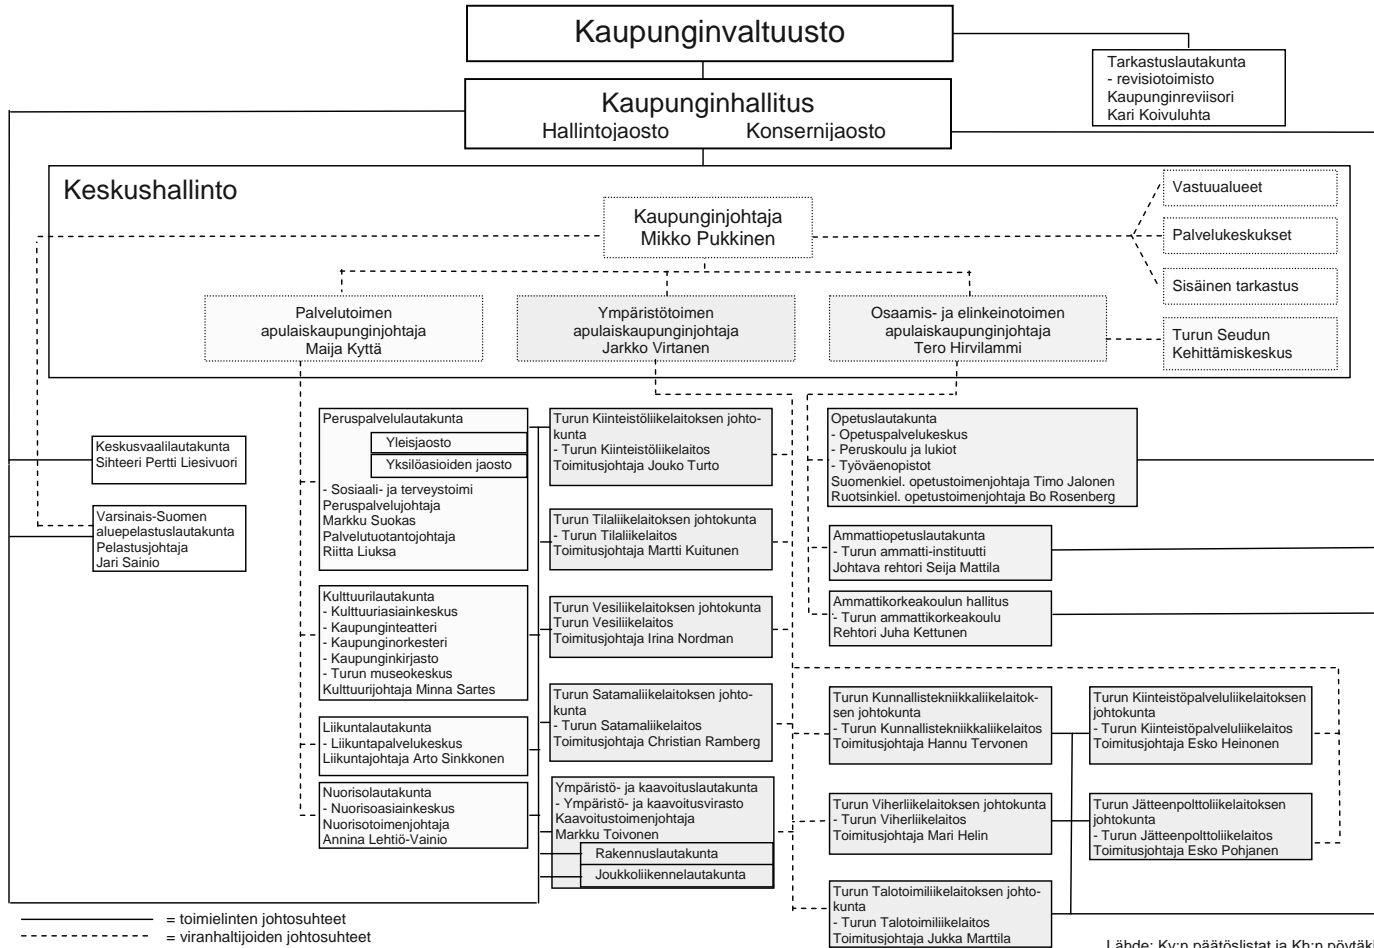 Kaupunginvaltuusto
Tarkastuslautakunta
- revisiotoimisto
Kaupunginreviisori
Kari Koivuluhta
Kaupunginhallitus
Hallintojaosto Konsernijaosto
Keskushallinto
Kaupunginjohtaja
Mikko Pukkinen
Vastuualueet
Palvelukeskukset
Sisäinen tarkastus
Palvelutoimen
apulaiskaupunginjohtaja
Maija Kyttä
Ympäristötoimen
apulaiskaupunginjohtaja
Jarkko Virtanen
Osaamis- ja elinkeinotoimen
apulaiskaupunginjohtaja
Tero Hirvilammi
Turun Seudun
Kehittämiskeskus
Keskusvaalilautakunta
Sihteeri Pertti Liesivuori
Varsinais-Suomen
aluepelastuslautakunta
Pelastusjohtaja
Jari Sainio
Peruspalvelulautakunta
Yleisjaosto
Yksilöasioiden jaosto
- Sosiaali- ja terveystoimi
Peruspalvelujohtaja
Markku Suokas
Palvelutuotantojohtaja
Riitta Liuksa
Kulttuurilautakunta
- Kulttuuriasiainkeskus
- Kaupunginteatteri
- Kaupunginorkesteri
- Kaupunginkirjasto
- Turun museokeskus
Kulttuurijohtaja Minna Sartes
Liikuntalautakunta
- Liikuntapalvelukeskus
Liikuntajohtaja Arto Sinkkonen
Nuorisolautakunta
- Nuorisoasiainkeskus
Nuorisotoimenjohtaja
Annina Lehtiö-Vainio
Turun Kiinteistöliikelaitoksen johto-
kunta
- Turun Kiinteistöliikelaitos
Toimitusjohtaja Jouko Turto
Turun Tilaliikelaitoksen johtokunta
- Turun Tilaliikelaitos
Toimitusjohtaja Martti Kuitunen
Turun Vesiliikelaitoksen johtokunta
Turun Vesiliikelaitos
Toimitusjohtaja Irina Nordman
Turun Satamaliikelaitoksen johto-
kunta
- Turun Satamaliikelaitos
Toimitusjohtaja Christian Ramberg
Ympäristö- ja kaavoituslautakunta
- Ympäristö- ja kaavoitusvirasto
Kaavoitustoimenjohtaja
Markku Toivonen
Rakennuslautakunta
Joukkoliikennelautakunta
Opetuslautakunta
- Opetuspalvelukeskus
- Peruskoulu ja lukiot
- Työväenopistot
Suomenkiel. opetustoimenjohtaja Timo Jalonen
Ruotsinkiel. opetustoimenjohtaja Bo Rosenberg
Ammattiopetuslautakunta
- Turun ammatti-instituutti
Johtava rehtori Seija Mattila
Ammattikorkeakoulun hallitus
- Turun ammattikorkeakoulu
Rehtori Juha Kettunen
Turun Kunnallistekniikkaliikelaitok-
sen johtokunta
- Turun Kunnallistekniikkaliikelaitos
Toimitusjohtaja Hannu Tervonen
Turun Viherliikelaitoksen johtokunta
- Turun Viherliikelaitos
Toimitusjohtaja Mari Helin
Turun Talotoimiliikelaitoksen johto-
kunta
- Turun Talotoimiliikelaitos
Toimitusjohtaja Jukka Marttila
Turun Kiinteistöpalveluliikelaitoksen
johtokunta
- Turun Kiinteistöpalveluliikelaitos
Toimitusjohtaja Esko Heinonen
Turun Jätteenpolttoliikelaitoksen
johtokunta
- Turun Jätteenpolttoliikelaitos
Toimitusjohtaja Esko Pohjanen
= toimielinten johtosuhteet
= viranhaltijoiden johtosuhteet
Lähde: Kv:n päätöslistat ja Kh:n